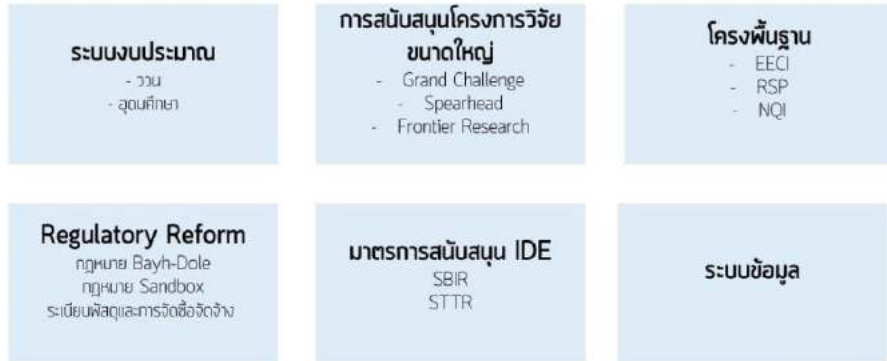 ระบบงบประมาณ
- ววน
- อุดมศึกษา
การสนับสนุนโครงการวิจัย
ขนาดใหญ่
- Grand Challenge
- Spearhead
- Frontier Research
โครงพื้นฐาน
- EECI
- RSP
- NQI
Regulatory Reform
กฎหมาย Bayh-Dole
กฎหมาย Sandbox
ระเบียบพัสดุและการจัดซื้อจัดจ้าง
มาตรการสนับสนุน IDE
SBIR
STTR
ระบบข้อมูล